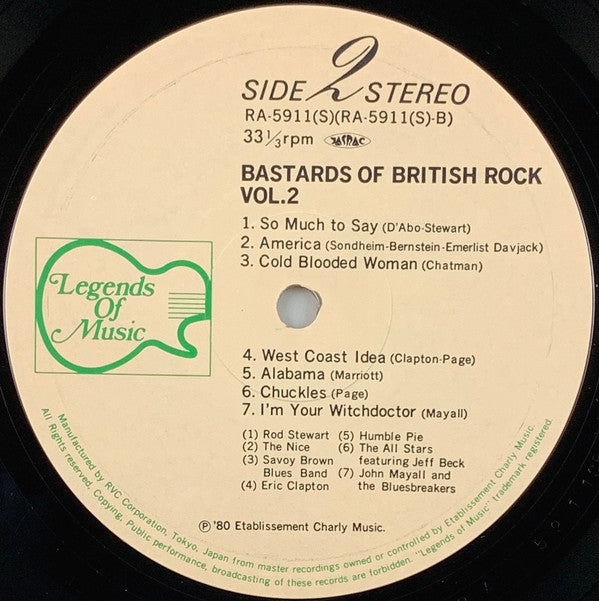 SIDE 2 STEREO
RA-5911(S)(RA-5911(S)-B)
33⅓rpm JASRAC
BASTARDS OF BRITISH ROCK
VOL.2
1. So Much to Say (D'Abo-Stewart)
2. America (Sondheim-Bernstein-Emerlist Davjack)
3. Cold Blooded Woman (Chatman)
Legends
Of
Music
4. West Coast Idea (Clapton-Page)
5. Alabama (Marriott)
6. Chuckles (Page)
7. I'm Your Witchdoctor (Mayall)
(1) Rod Stewart (5) Humble Pie
(2) The Nice (6) The All Stars
(3) Savoy Brown featuring Jeff Beck
Blues Band (7) John Mayall and
(4) Eric Clapton the Bluesbreakers
Ⓟ '80 Etablissement Charly Music.
Manufactured by RVC Corporation, Tokyo, Japan from master recordings owned or controlled by Etablissement Charly Music.
All Rights reserved. Copying, Public performance, broadcasting of these records are forbidden. "Legends of Music" trademark registered.